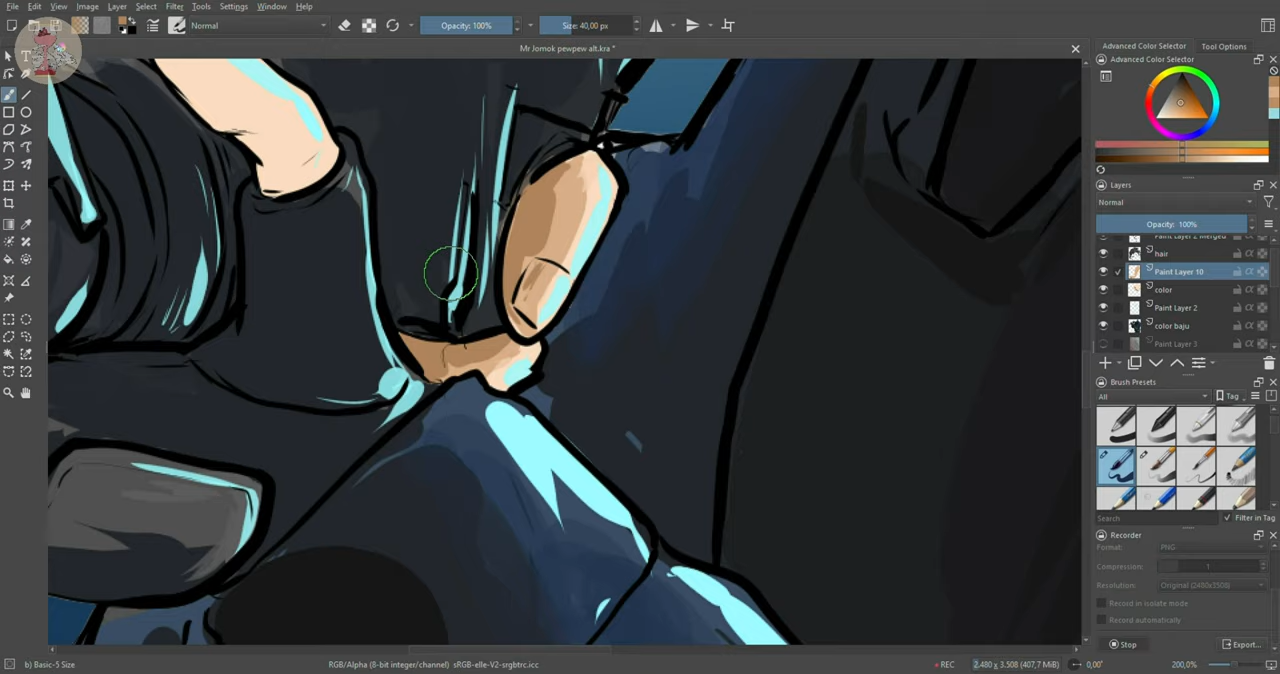 File Edit View Image Layer Select Filter Tools Settings Window Help
Normal
Opacity: 100%
Size: 40,00 px
Mr Jomok pewpew alt.kra *
Advanced Color Selector
Tool Options
Advanced Color Selector
Layers
Normal
Opacity: 100%
Paint Layer 2 Merged
hair
Paint Layer 10
color
Paint Layer 2
color baju
Paint Layer 3
Brush Presets
All
Tag
Search
Filter in Tag
Recorder
Format:
PNG
Compression:
1
Resolution:
Original (2480x3508)
Record in isolate mode
Record automatically
Stop
Export...
b) Basic-5 Size
RGB/Alpha (8-bit integer/channel) sRGB-elle-V2-srgbtrc.icc
REC
2.480 x 3.508 (407,7 MiB)
0,00°
200,0%